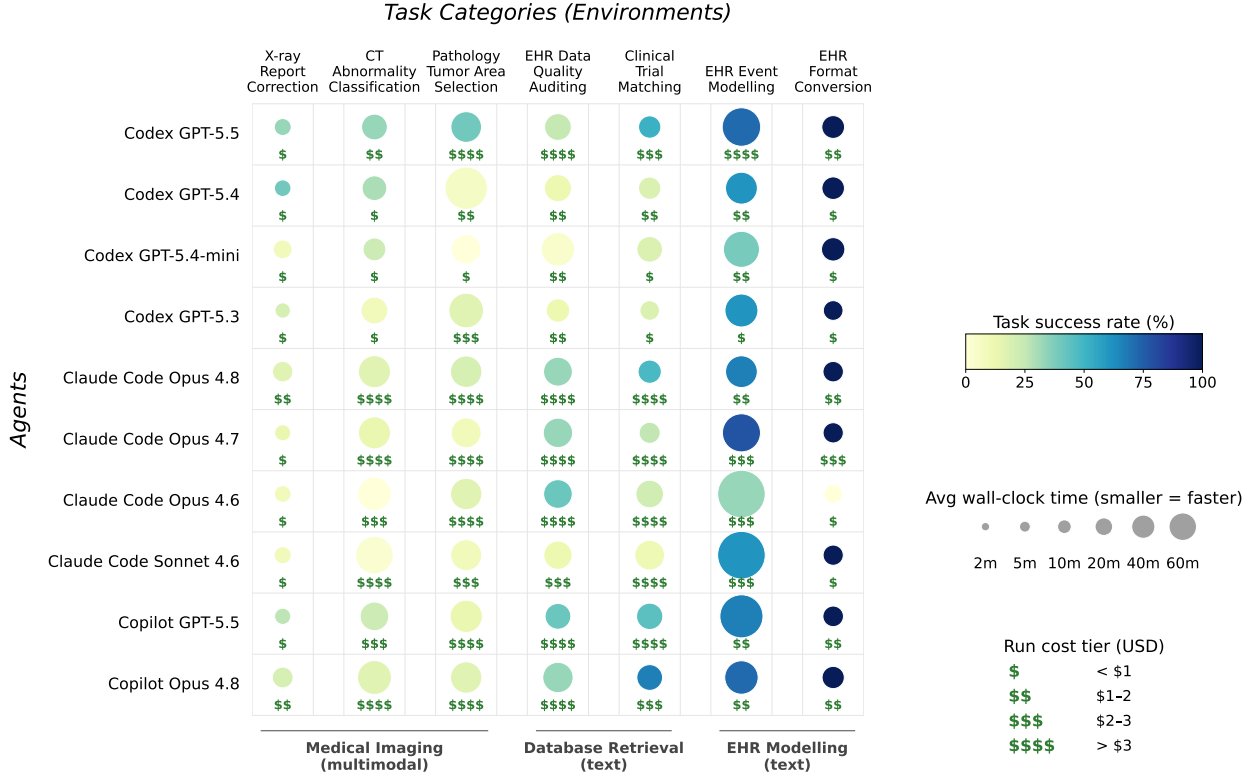 Task Categories (Environments)
X-ray
Report
Correction
CT
Abnormality
Classification
Pathology
Tumor Area
Selection
EHR Data
Quality
Auditing
Clinical
Trial
Matching
EHR Event
Modelling
EHR
Format
Conversion
Agents
Codex GPT-5.5
$ $$ $$$$ $$$$ $$$ $$$$ $$
Codex GPT-5.4
$ $ $$ $$ $$ $$ $
Codex GPT-5.4-mini
$ $ $ $$ $ $$ $
Codex GPT-5.3
$ $ $$$ $$ $ $ $
Claude Code Opus 4.8
$$ $$$$ $$$$ $$$$ $$$$ $$ $$
Claude Code Opus 4.7
$ $$$$ $$$$ $$$$ $$$$ $$$ $$$
Claude Code Opus 4.6
$ $$$ $$$$ $$$$ $$$$ $$$ $
Claude Code Sonnet 4.6
$ $$$$ $$$ $$$ $$$$ $$$ $
Copilot GPT-5.5
$ $$$ $$$$ $$$$ $$$$ $$ $$
Copilot Opus 4.8
$$ $$$$ $$$$ $$$$ $$$ $$ $$
Medical Imaging
(multimodal)
Database Retrieval
(text)
EHR Modelling
(text)
Task success rate (%)
0 25 50 75 100
Avg wall-clock time (smaller = faster)
2m 5m 10m 20m 40m 60m
Run cost tier (USD)
$ < $1
$$ $1–2
$$$ $2–3
$$$$ > $3